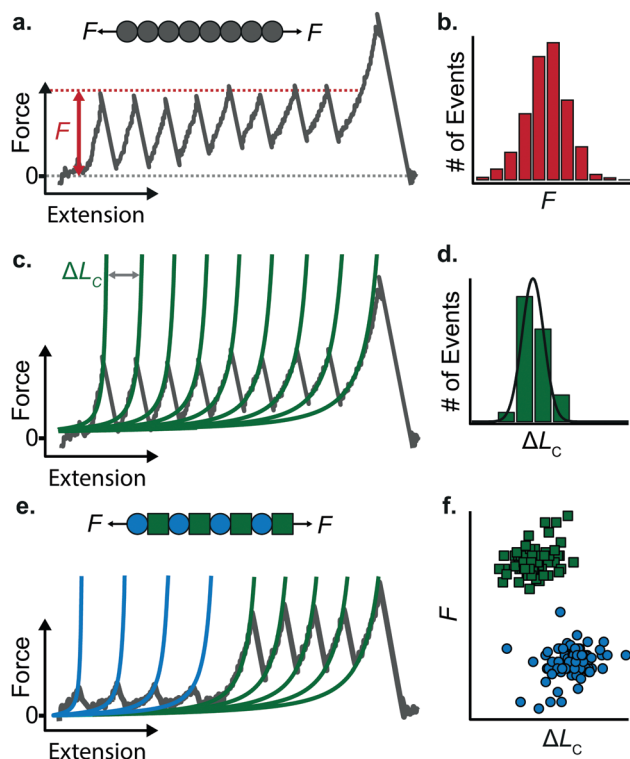 a.
F F
Force
F
0
Extension
b.
# of Events
F
c.
ΔLC
Force
0
Extension
d.
# of Events
ΔLC
e.
F F
Force
0
Extension
f.
F
ΔLC